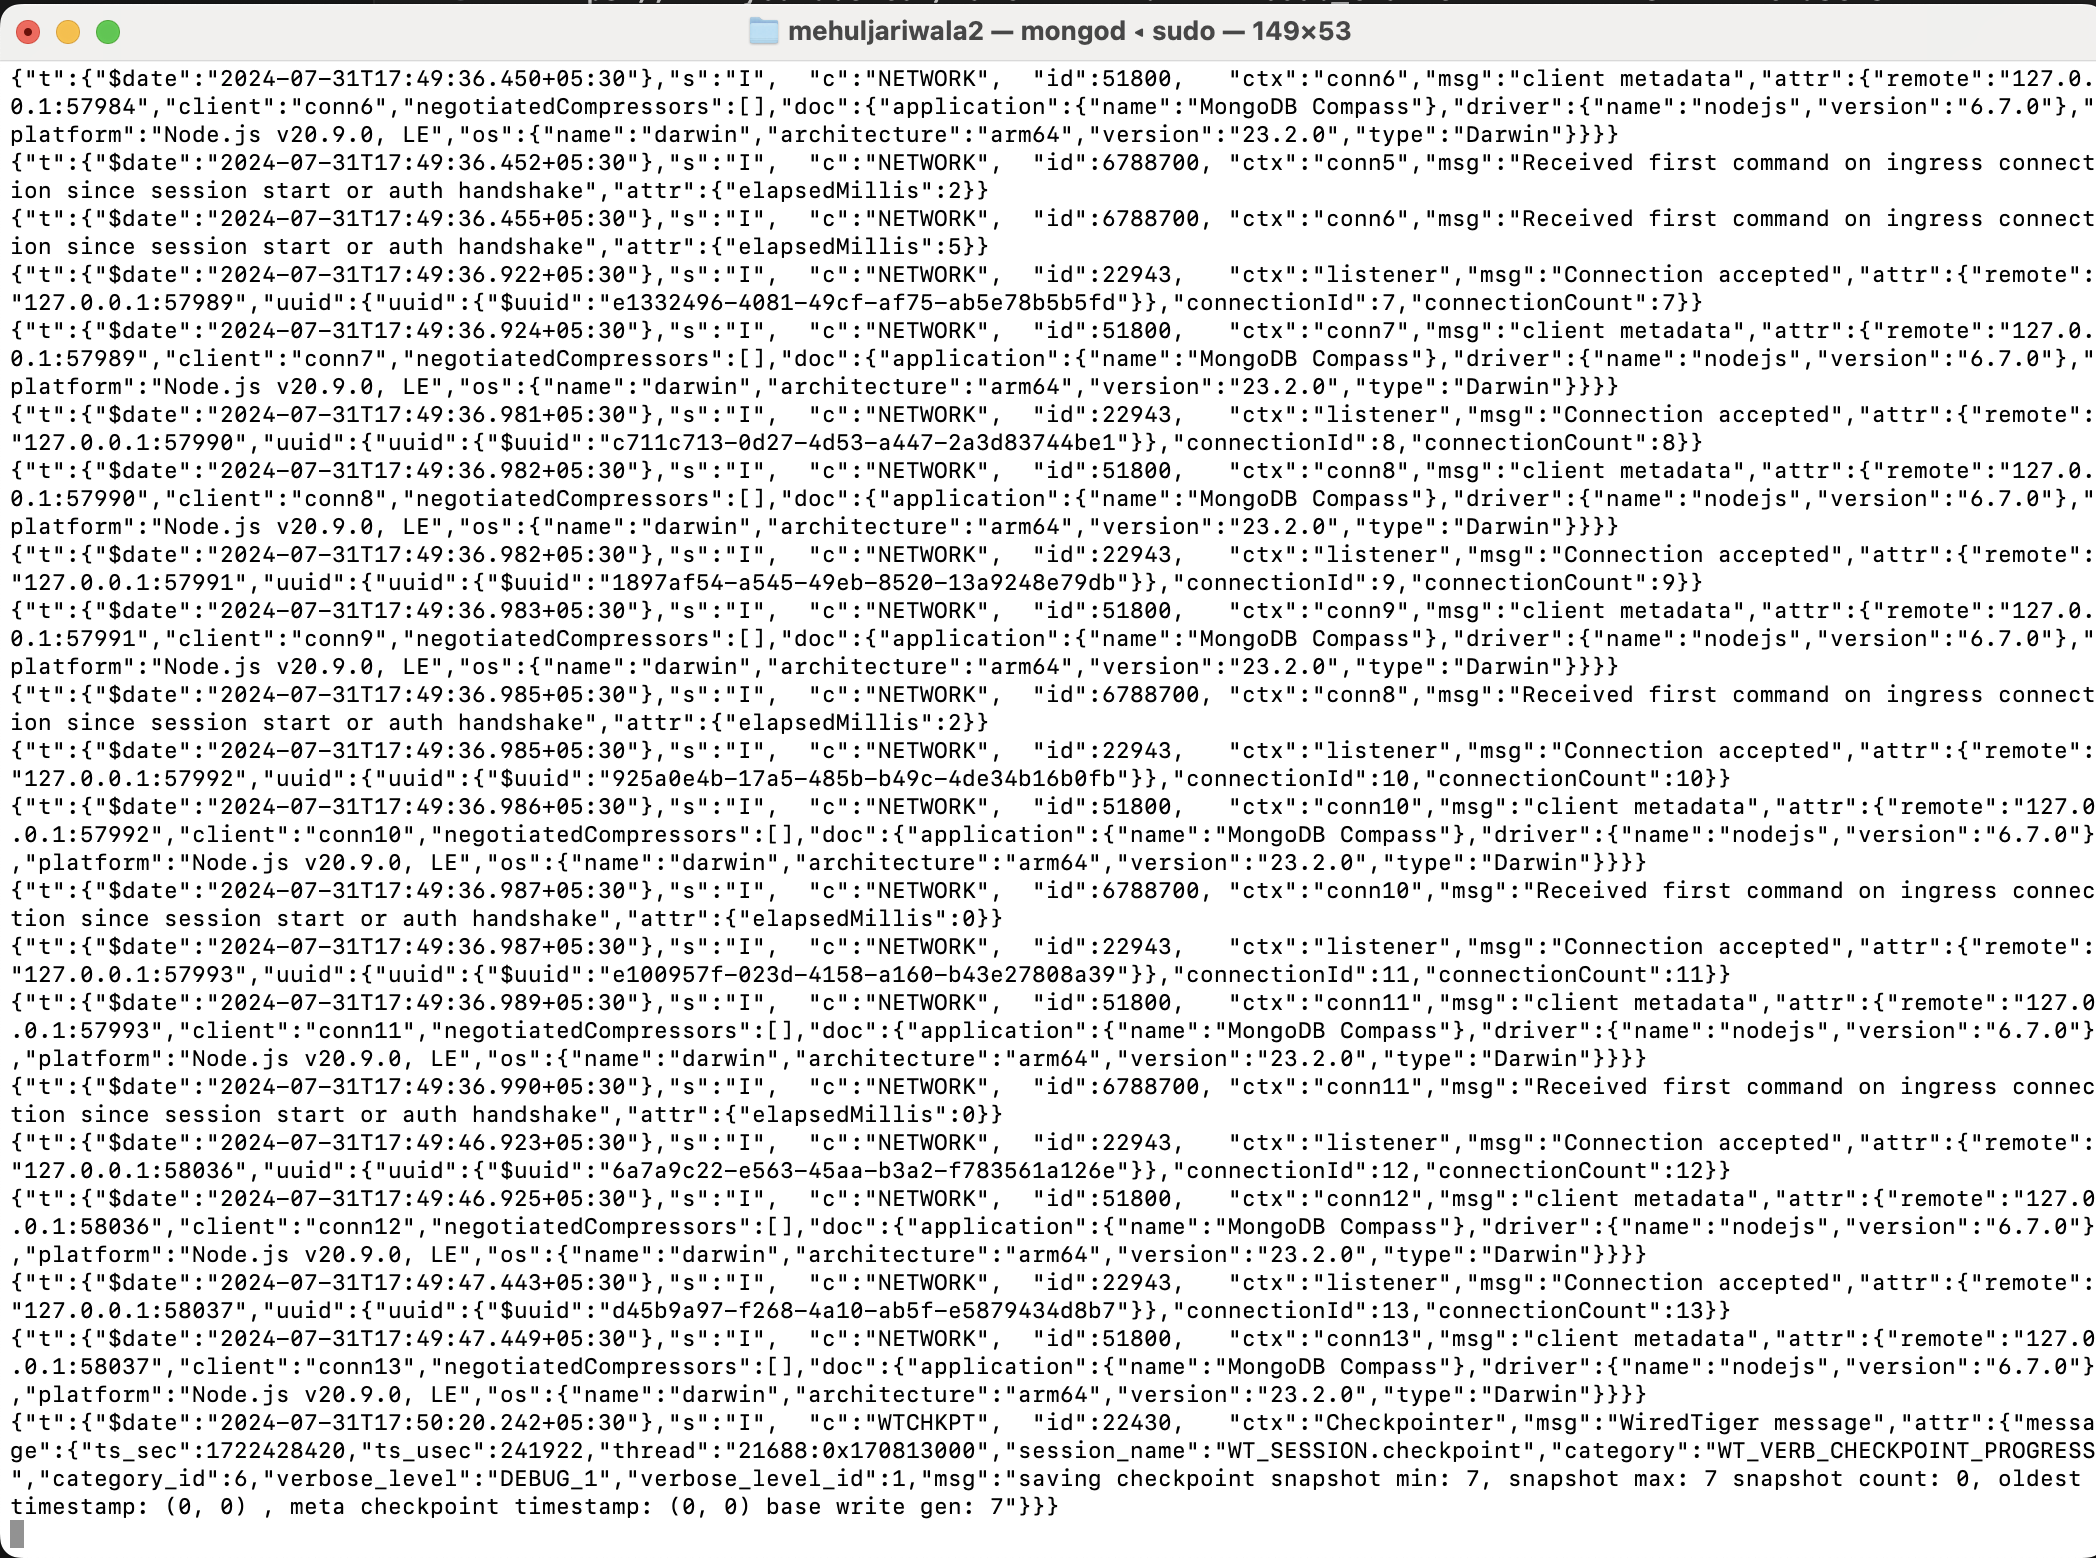 mehuljariwala2 — mongod ◂ sudo — 149×53
{"t":{"$date":"2024-07-31T17:49:36.450+05:30"},"s":"I",  "c":"NETWORK",  "id":51800,   "ctx":"conn6","msg":"client metadata","attr":{"remote":"127.0.
0.1:57984","client":"conn6","negotiatedCompressors":[],"doc":{"application":{"name":"MongoDB Compass"},"driver":{"name":"nodejs","version":"6.7.0"},"
platform":"Node.js v20.9.0, LE","os":{"name":"darwin","architecture":"arm64","version":"23.2.0","type":"Darwin"}}}}
{"t":{"$date":"2024-07-31T17:49:36.452+05:30"},"s":"I",  "c":"NETWORK",  "id":6788700, "ctx":"conn5","msg":"Received first command on ingress connect
ion since session start or auth handshake","attr":{"elapsedMillis":2}}
{"t":{"$date":"2024-07-31T17:49:36.455+05:30"},"s":"I",  "c":"NETWORK",  "id":6788700, "ctx":"conn6","msg":"Received first command on ingress connect
ion since session start or auth handshake","attr":{"elapsedMillis":5}}
{"t":{"$date":"2024-07-31T17:49:36.922+05:30"},"s":"I",  "c":"NETWORK",  "id":22943,   "ctx":"listener","msg":"Connection accepted","attr":{"remote":
"127.0.0.1:57989","uuid":{"uuid":{"$uuid":"e1332496-4081-49cf-af75-ab5e78b5b5fd"}},"connectionId":7,"connectionCount":7}}
{"t":{"$date":"2024-07-31T17:49:36.924+05:30"},"s":"I",  "c":"NETWORK",  "id":51800,   "ctx":"conn7","msg":"client metadata","attr":{"remote":"127.0.
0.1:57989","client":"conn7","negotiatedCompressors":[],"doc":{"application":{"name":"MongoDB Compass"},"driver":{"name":"nodejs","version":"6.7.0"},"
platform":"Node.js v20.9.0, LE","os":{"name":"darwin","architecture":"arm64","version":"23.2.0","type":"Darwin"}}}}
{"t":{"$date":"2024-07-31T17:49:36.981+05:30"},"s":"I",  "c":"NETWORK",  "id":22943,   "ctx":"listener","msg":"Connection accepted","attr":{"remote":
"127.0.0.1:57990","uuid":{"uuid":{"$uuid":"c711c713-0d27-4d53-a447-2a3d83744be1"}},"connectionId":8,"connectionCount":8}}
{"t":{"$date":"2024-07-31T17:49:36.982+05:30"},"s":"I",  "c":"NETWORK",  "id":51800,   "ctx":"conn8","msg":"client metadata","attr":{"remote":"127.0.
0.1:57990","client":"conn8","negotiatedCompressors":[],"doc":{"application":{"name":"MongoDB Compass"},"driver":{"name":"nodejs","version":"6.7.0"},"
platform":"Node.js v20.9.0, LE","os":{"name":"darwin","architecture":"arm64","version":"23.2.0","type":"Darwin"}}}}
{"t":{"$date":"2024-07-31T17:49:36.982+05:30"},"s":"I",  "c":"NETWORK",  "id":22943,   "ctx":"listener","msg":"Connection accepted","attr":{"remote":
"127.0.0.1:57991","uuid":{"uuid":{"$uuid":"1897af54-a545-49eb-8520-13a9248e79db"}},"connectionId":9,"connectionCount":9}}
{"t":{"$date":"2024-07-31T17:49:36.983+05:30"},"s":"I",  "c":"NETWORK",  "id":51800,   "ctx":"conn9","msg":"client metadata","attr":{"remote":"127.0.
0.1:57991","client":"conn9","negotiatedCompressors":[],"doc":{"application":{"name":"MongoDB Compass"},"driver":{"name":"nodejs","version":"6.7.0"},"
platform":"Node.js v20.9.0, LE","os":{"name":"darwin","architecture":"arm64","version":"23.2.0","type":"Darwin"}}}}
{"t":{"$date":"2024-07-31T17:49:36.985+05:30"},"s":"I",  "c":"NETWORK",  "id":6788700, "ctx":"conn8","msg":"Received first command on ingress connect
ion since session start or auth handshake","attr":{"elapsedMillis":2}}
{"t":{"$date":"2024-07-31T17:49:36.985+05:30"},"s":"I",  "c":"NETWORK",  "id":22943,   "ctx":"listener","msg":"Connection accepted","attr":{"remote":
"127.0.0.1:57992","uuid":{"uuid":{"$uuid":"925a0e4b-17a5-485b-b49c-4de34b16b0fb"}},"connectionId":10,"connectionCount":10}}
{"t":{"$date":"2024-07-31T17:49:36.986+05:30"},"s":"I",  "c":"NETWORK",  "id":51800,   "ctx":"conn10","msg":"client metadata","attr":{"remote":"127.0
.0.1:57992","client":"conn10","negotiatedCompressors":[],"doc":{"application":{"name":"MongoDB Compass"},"driver":{"name":"nodejs","version":"6.7.0"}
,"platform":"Node.js v20.9.0, LE","os":{"name":"darwin","architecture":"arm64","version":"23.2.0","type":"Darwin"}}}}
{"t":{"$date":"2024-07-31T17:49:36.987+05:30"},"s":"I",  "c":"NETWORK",  "id":6788700, "ctx":"conn10","msg":"Received first command on ingress connec
tion since session start or auth handshake","attr":{"elapsedMillis":0}}
{"t":{"$date":"2024-07-31T17:49:36.987+05:30"},"s":"I",  "c":"NETWORK",  "id":22943,   "ctx":"listener","msg":"Connection accepted","attr":{"remote":
"127.0.0.1:57993","uuid":{"uuid":{"$uuid":"e100957f-023d-4158-a160-b43e27808a39"}},"connectionId":11,"connectionCount":11}}
{"t":{"$date":"2024-07-31T17:49:36.989+05:30"},"s":"I",  "c":"NETWORK",  "id":51800,   "ctx":"conn11","msg":"client metadata","attr":{"remote":"127.0
.0.1:57993","client":"conn11","negotiatedCompressors":[],"doc":{"application":{"name":"MongoDB Compass"},"driver":{"name":"nodejs","version":"6.7.0"}
,"platform":"Node.js v20.9.0, LE","os":{"name":"darwin","architecture":"arm64","version":"23.2.0","type":"Darwin"}}}}
{"t":{"$date":"2024-07-31T17:49:36.990+05:30"},"s":"I",  "c":"NETWORK",  "id":6788700, "ctx":"conn11","msg":"Received first command on ingress connec
tion since session start or auth handshake","attr":{"elapsedMillis":0}}
{"t":{"$date":"2024-07-31T17:49:46.923+05:30"},"s":"I",  "c":"NETWORK",  "id":22943,   "ctx":"listener","msg":"Connection accepted","attr":{"remote":
"127.0.0.1:58036","uuid":{"uuid":{"$uuid":"6a7a9c22-e563-45aa-b3a2-f783561a126e"}},"connectionId":12,"connectionCount":12}}
{"t":{"$date":"2024-07-31T17:49:46.925+05:30"},"s":"I",  "c":"NETWORK",  "id":51800,   "ctx":"conn12","msg":"client metadata","attr":{"remote":"127.0
.0.1:58036","client":"conn12","negotiatedCompressors":[],"doc":{"application":{"name":"MongoDB Compass"},"driver":{"name":"nodejs","version":"6.7.0"}
,"platform":"Node.js v20.9.0, LE","os":{"name":"darwin","architecture":"arm64","version":"23.2.0","type":"Darwin"}}}}
{"t":{"$date":"2024-07-31T17:49:47.443+05:30"},"s":"I",  "c":"NETWORK",  "id":22943,   "ctx":"listener","msg":"Connection accepted","attr":{"remote":
"127.0.0.1:58037","uuid":{"uuid":{"$uuid":"d45b9a97-f268-4a10-ab5f-e5879434d8b7"}},"connectionId":13,"connectionCount":13}}
{"t":{"$date":"2024-07-31T17:49:47.449+05:30"},"s":"I",  "c":"NETWORK",  "id":51800,   "ctx":"conn13","msg":"client metadata","attr":{"remote":"127.0
.0.1:58037","client":"conn13","negotiatedCompressors":[],"doc":{"application":{"name":"MongoDB Compass"},"driver":{"name":"nodejs","version":"6.7.0"}
,"platform":"Node.js v20.9.0, LE","os":{"name":"darwin","architecture":"arm64","version":"23.2.0","type":"Darwin"}}}}
{"t":{"$date":"2024-07-31T17:50:20.242+05:30"},"s":"I",  "c":"WTCHKPT",  "id":22430,   "ctx":"Checkpointer","msg":"WiredTiger message","attr":{"messa
ge":{"ts_sec":1722428420,"ts_usec":241922,"thread":"21688:0x170813000","session_name":"WT_SESSION.checkpoint","category":"WT_VERB_CHECKPOINT_PROGRESS
","category_id":6,"verbose_level":"DEBUG_1","verbose_level_id":1,"msg":"saving checkpoint snapshot min: 7, snapshot max: 7 snapshot count: 0, oldest
timestamp: (0, 0) , meta checkpoint timestamp: (0, 0) base write gen: 7"}}}